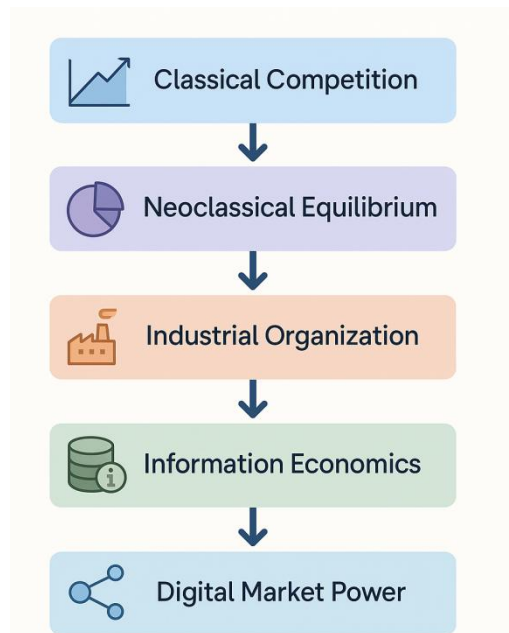 Classical Competition
Neoclassical Equilibrium
Industrial Organization
Information Economics
Digital Market Power